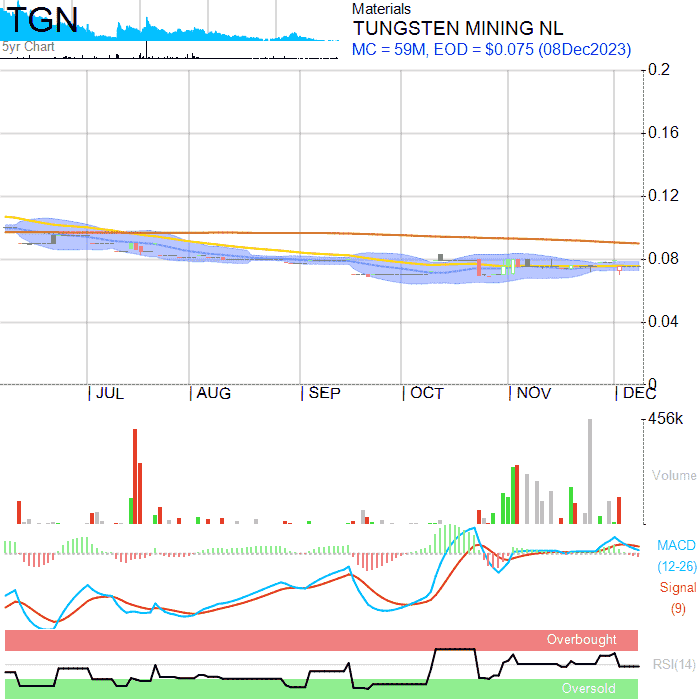 TGN
5yr Chart
Materials
TUNGSTEN MINING NL
MC = 59M, EOD = $0.075 (08Dec2023)
0.2
0.16
0.12
0.08
0.04
0
JUL AUG SEP OCT NOV DEC
456k
Volume
MACD
(12-26)
Signal
(9)
Overbought
RSI(14)
Oversold